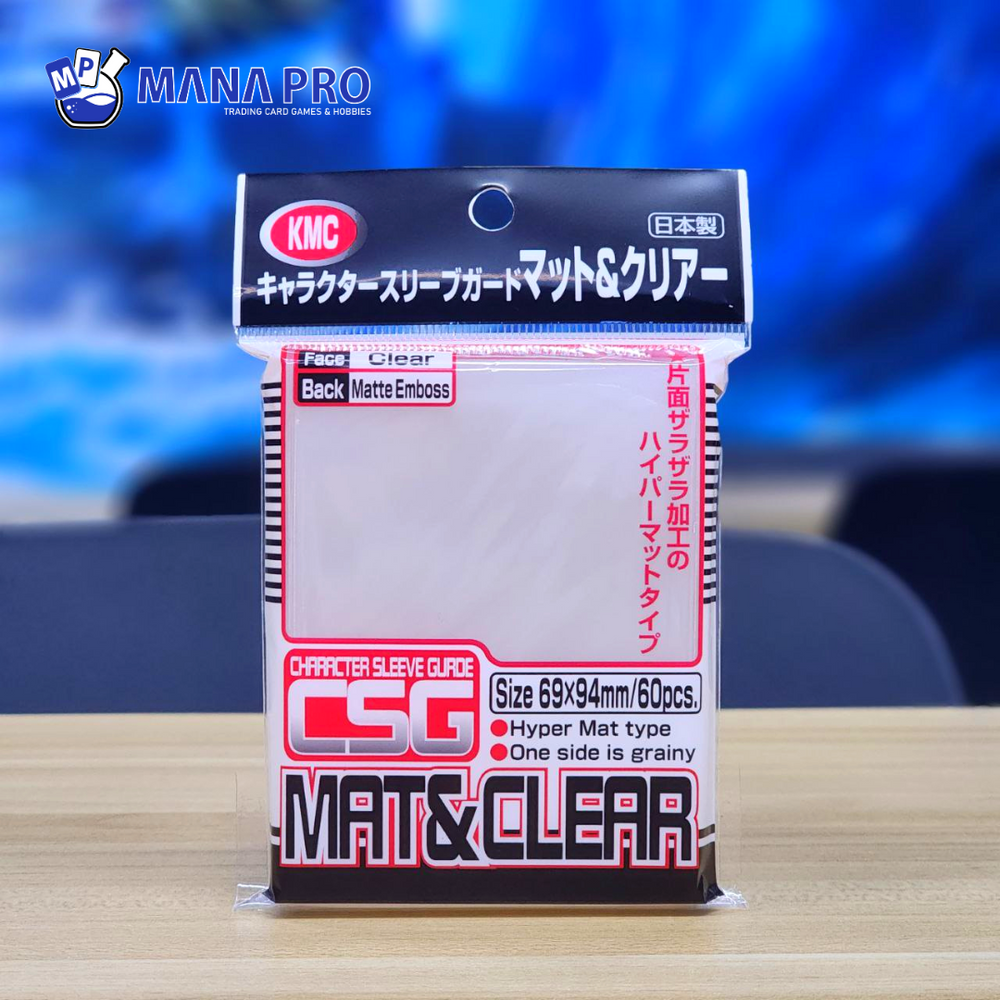 MP
MANA PRO
TRADING CARD GAMES & HOBBIES
KMC
日本製
キャラクタースリーブガードマット&クリアー
Face Clear
Back Matte Emboss
片面ザラザラ加工の
ハイパーマットタイプ
CHARACTER SLEEVE GURDE
CSG
Size 69×94mm/60pcs.
●Hyper Mat type
●One side is grainy
MAT&CLEAR